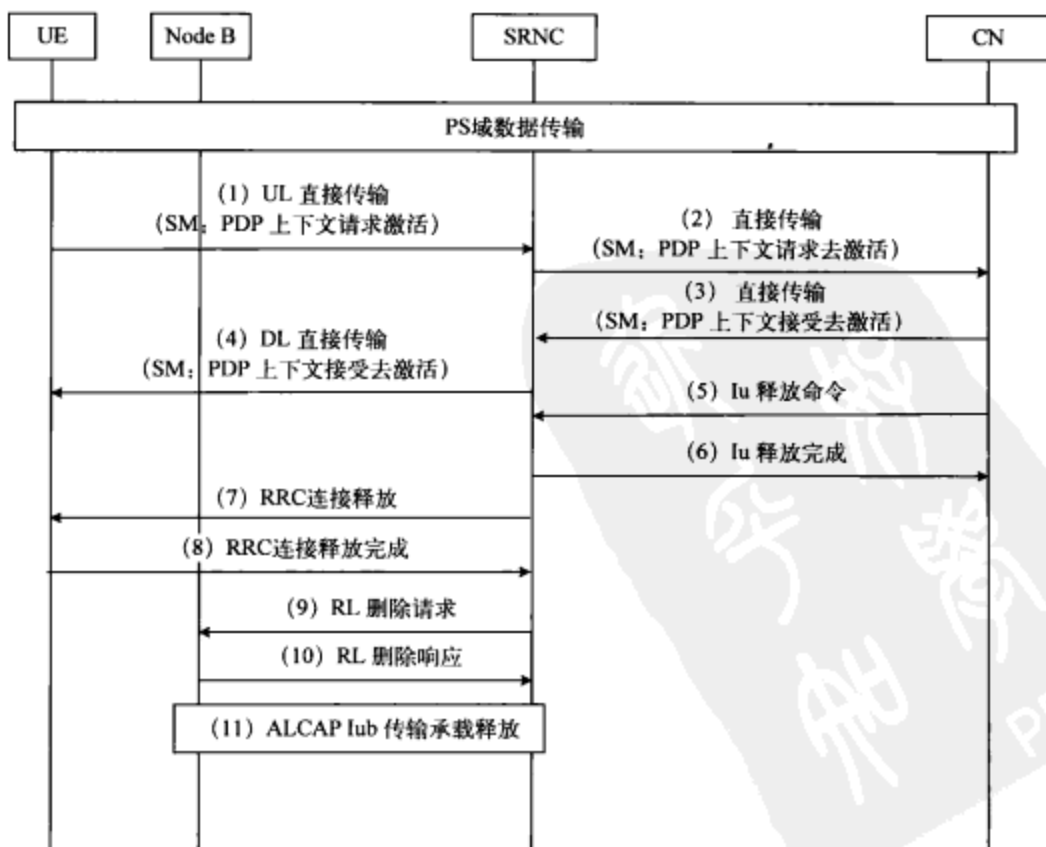 UE
Node B
SRNC
CN
PS域数据传输
(1) UL 直接传输
(SM: PDP 上下文请求激活)
(2) 直接传输
(SM: PDP 上下文请求去激活)
(3) 直接传输
(SM: PDP 上下文接受去激活)
(4) DL 直接传输
(SM: PDP 上下文接受去激活)
(5) Iu 释放命令
(6) Iu 释放完成
(7) RRC连接释放
(8) RRC连接释放完成
(9) RL 删除请求
(10) RL 删除响应
(11) ALCAP Iub 传输承载释放